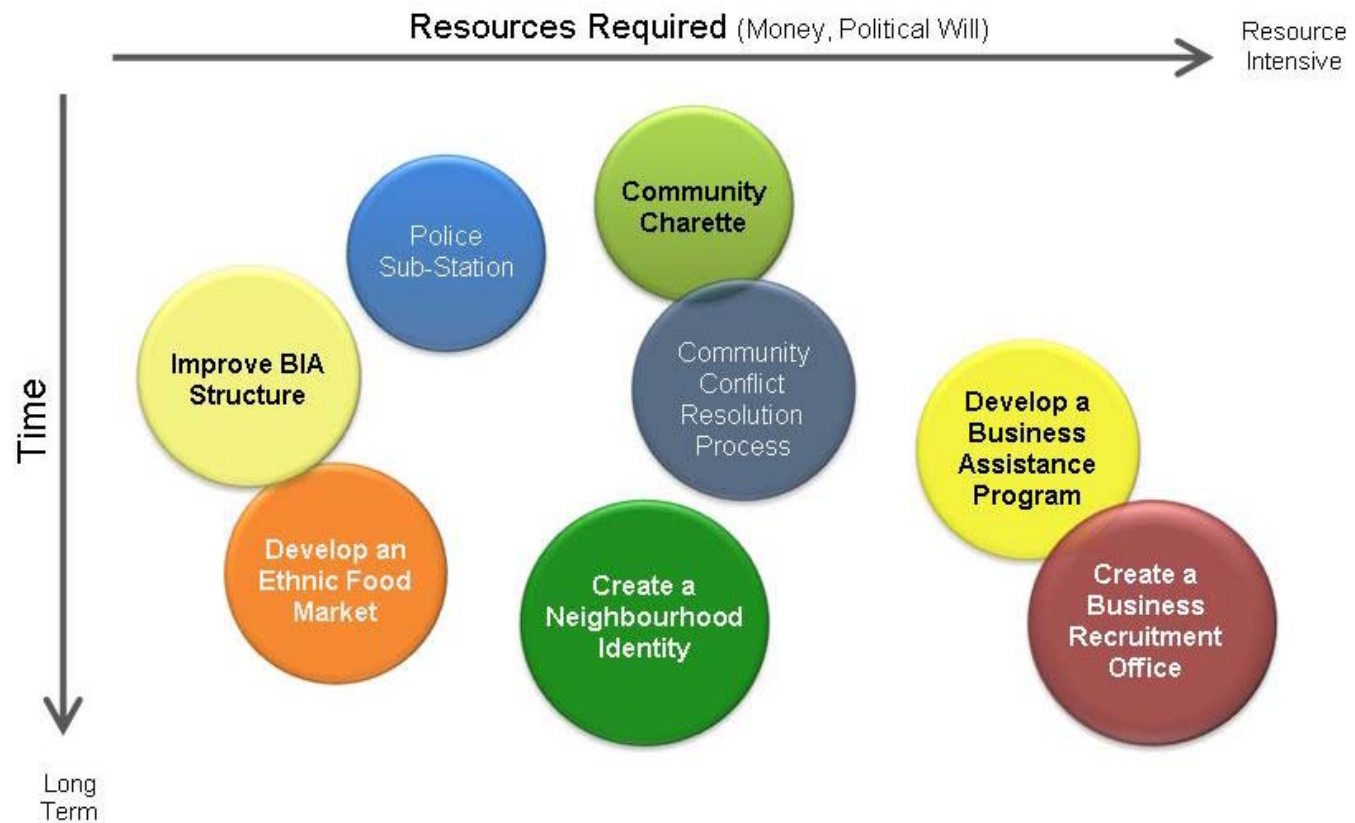 Resources Required (Money, Political Will)
Resource
Intensive
Time
Long
Term
Community
Charette
Police
Sub-Station
Improve BIA
Structure
Community
Conflict
Resolution
Process
Develop a
Business
Assistance
Program
Develop an
Ethnic Food
Market
Create a
Neighbourhood
Identity
Create a
Business
Recruitment
Office